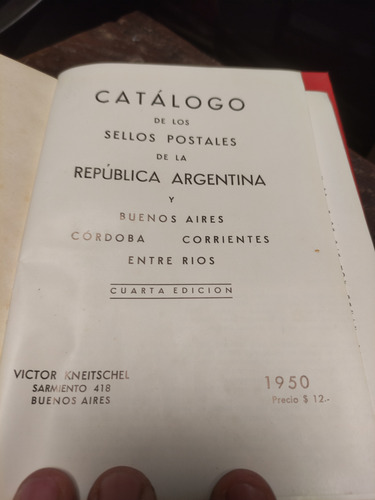 CATÁLOGO
DE LOS
SELLOS POSTALES
DE LA
REPÚBLICA ARGENTINA
Y
BUENOS AIRES
CÓRDOBA CORRIENTES
ENTRE RIOS
CUARTA EDICION
VICTOR KNEITSCHEL
SARMIENTO 418
BUENOS AIRES
1950
Precio $ 12.-